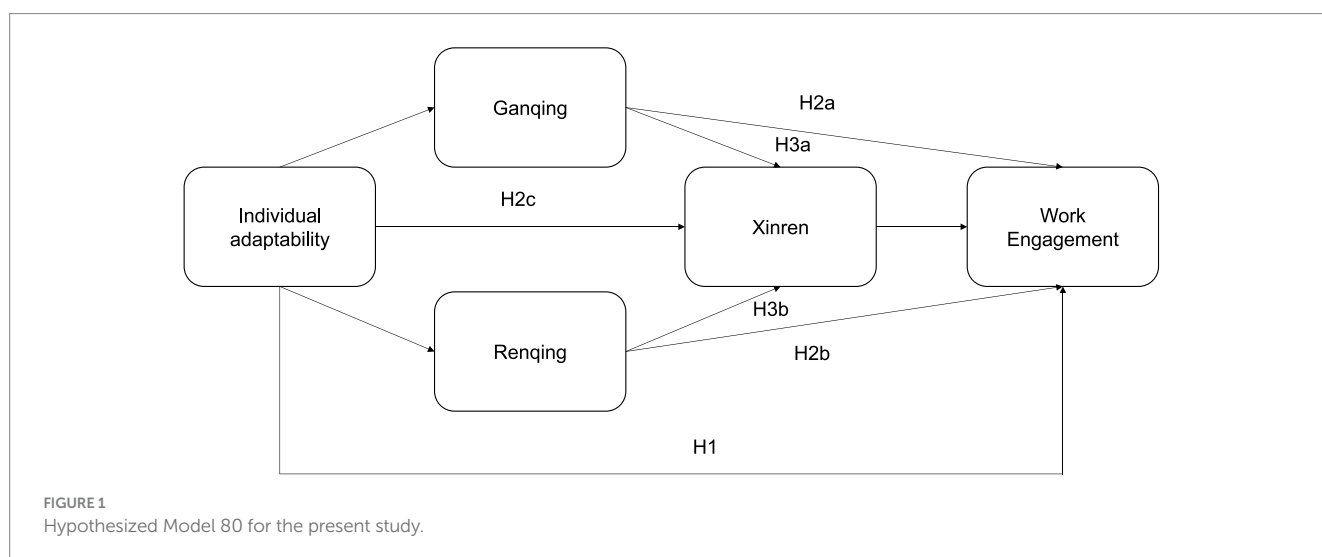 Ganqing
H2a
H3a
Individual
adaptability
H2c
Xinren
Work
Engagement
Renqing
H3b
H2b
H1
FIGURE 1
Hypothesized Model 80 for the present study.